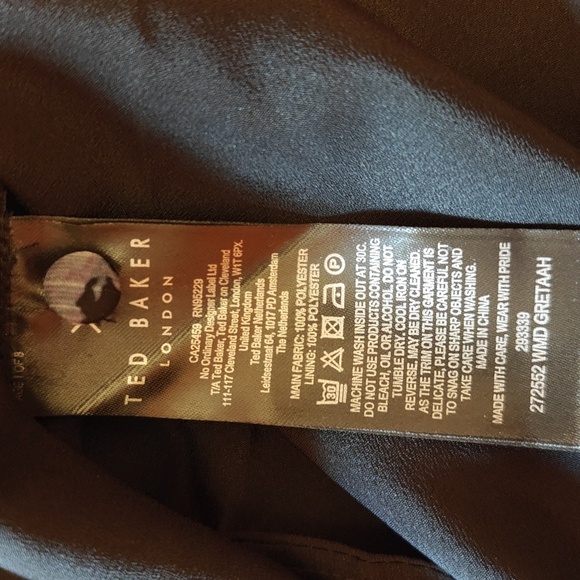 TED BAKER
LONDON
CA25459 RN95229
No Ordinary Designer Label Ltd
T/A Ted Baker, Ted Baker on Cleveland
111-117 Cleveland Street, London, W1T 6PX.
United Kingdom
Ted Baker Netherlands
Leidsestraat 64, 1017 PD Amsterdam
The Netherlands
MAIN FABRIC: 100% POLYESTER
LINING: 100% POLYESTER
30
P
MACHINE WASH INSIDE OUT AT 30C.
DO NOT USE PRODUCTS CONTAINING
BLEACH, OIL OR ALCOHOL. DO NOT
TUMBLE DRY. COOL IRON ON
REVERSE. MAY BE DRY CLEANED.
AS THE TRIM ON THIS GARMENT IS
DELICATE, PLEASE BE CAREFUL NOT
TO SNAG ON SHARP OBJECTS AND
TAKE CARE WHEN WASHING.
MADE IN CHINA
MADE WITH CARE, WEAR WITH PRIDE
293339
272552 WMD GRETAAH
1 OF 8